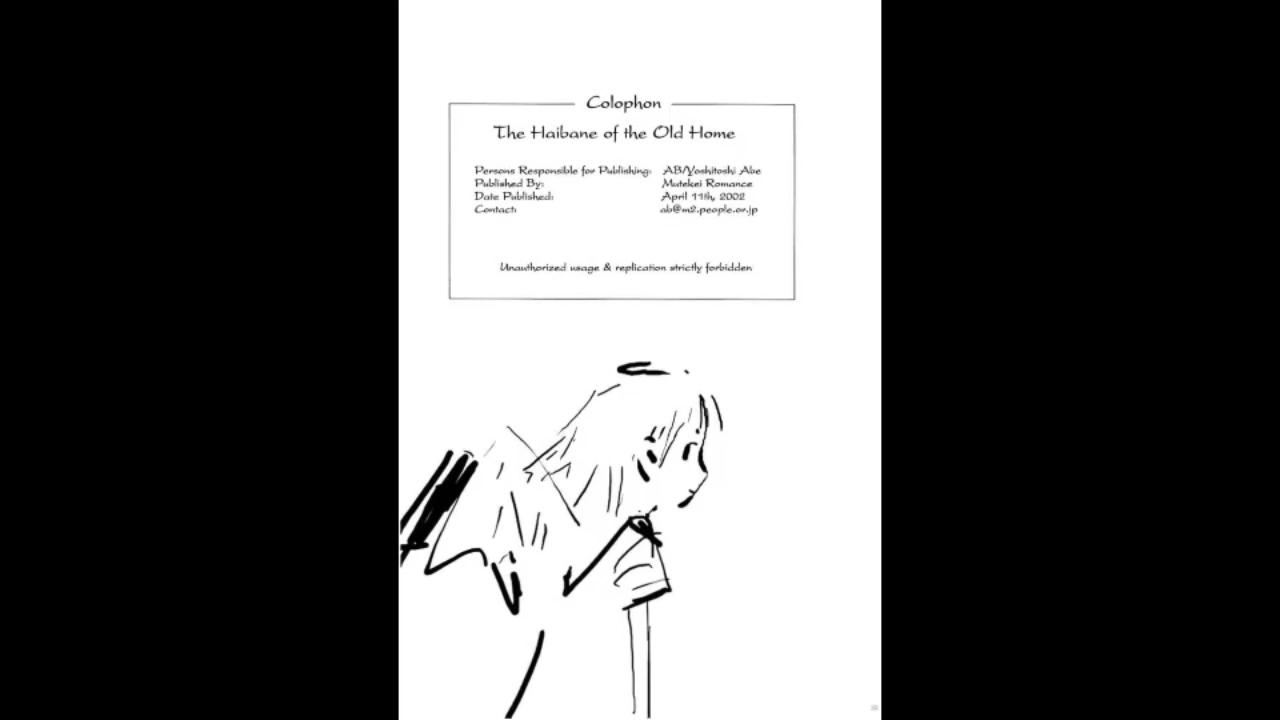 Colophon
The Haibane of the Old Home
Persons Responsible for Publishing: AB/Yoshitoshi Abe
Published By: Mutekei Romance
Date Published: April 11th, 2002
Contact: ab@m2.people.or.jp
Unauthorized usage & replication strictly forbidden